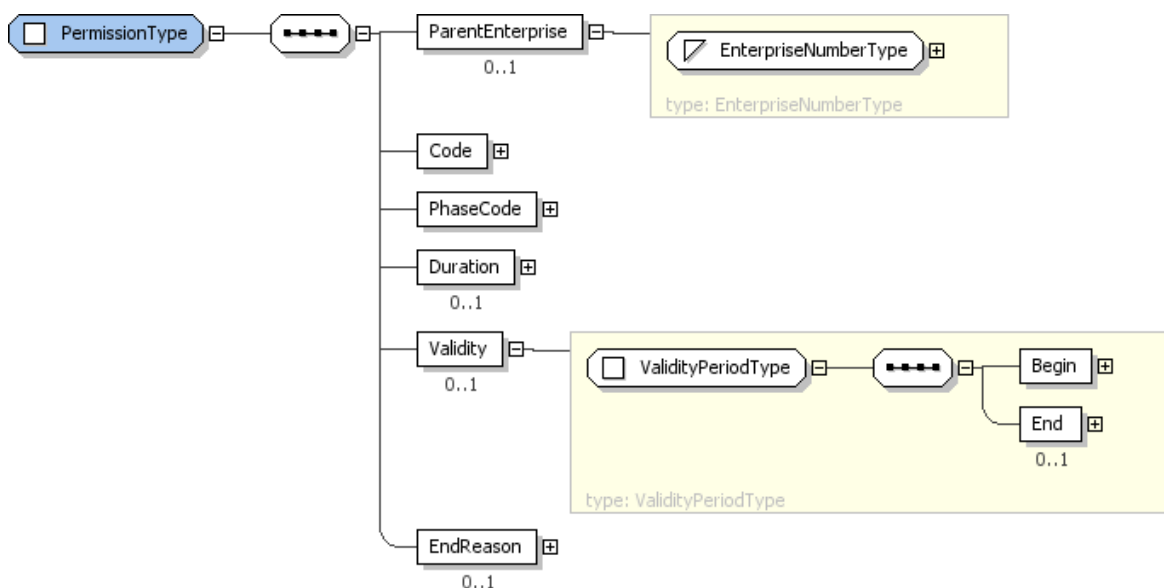 PermissionType
ParentEnterprise
0..1
EnterpriseNumberType
type: EnterpriseNumberType
Code
PhaseCode
Duration
0..1
Validity
0..1
ValidityPeriodType
Begin
End
0..1
type: ValidityPeriodType
EndReason
0..1